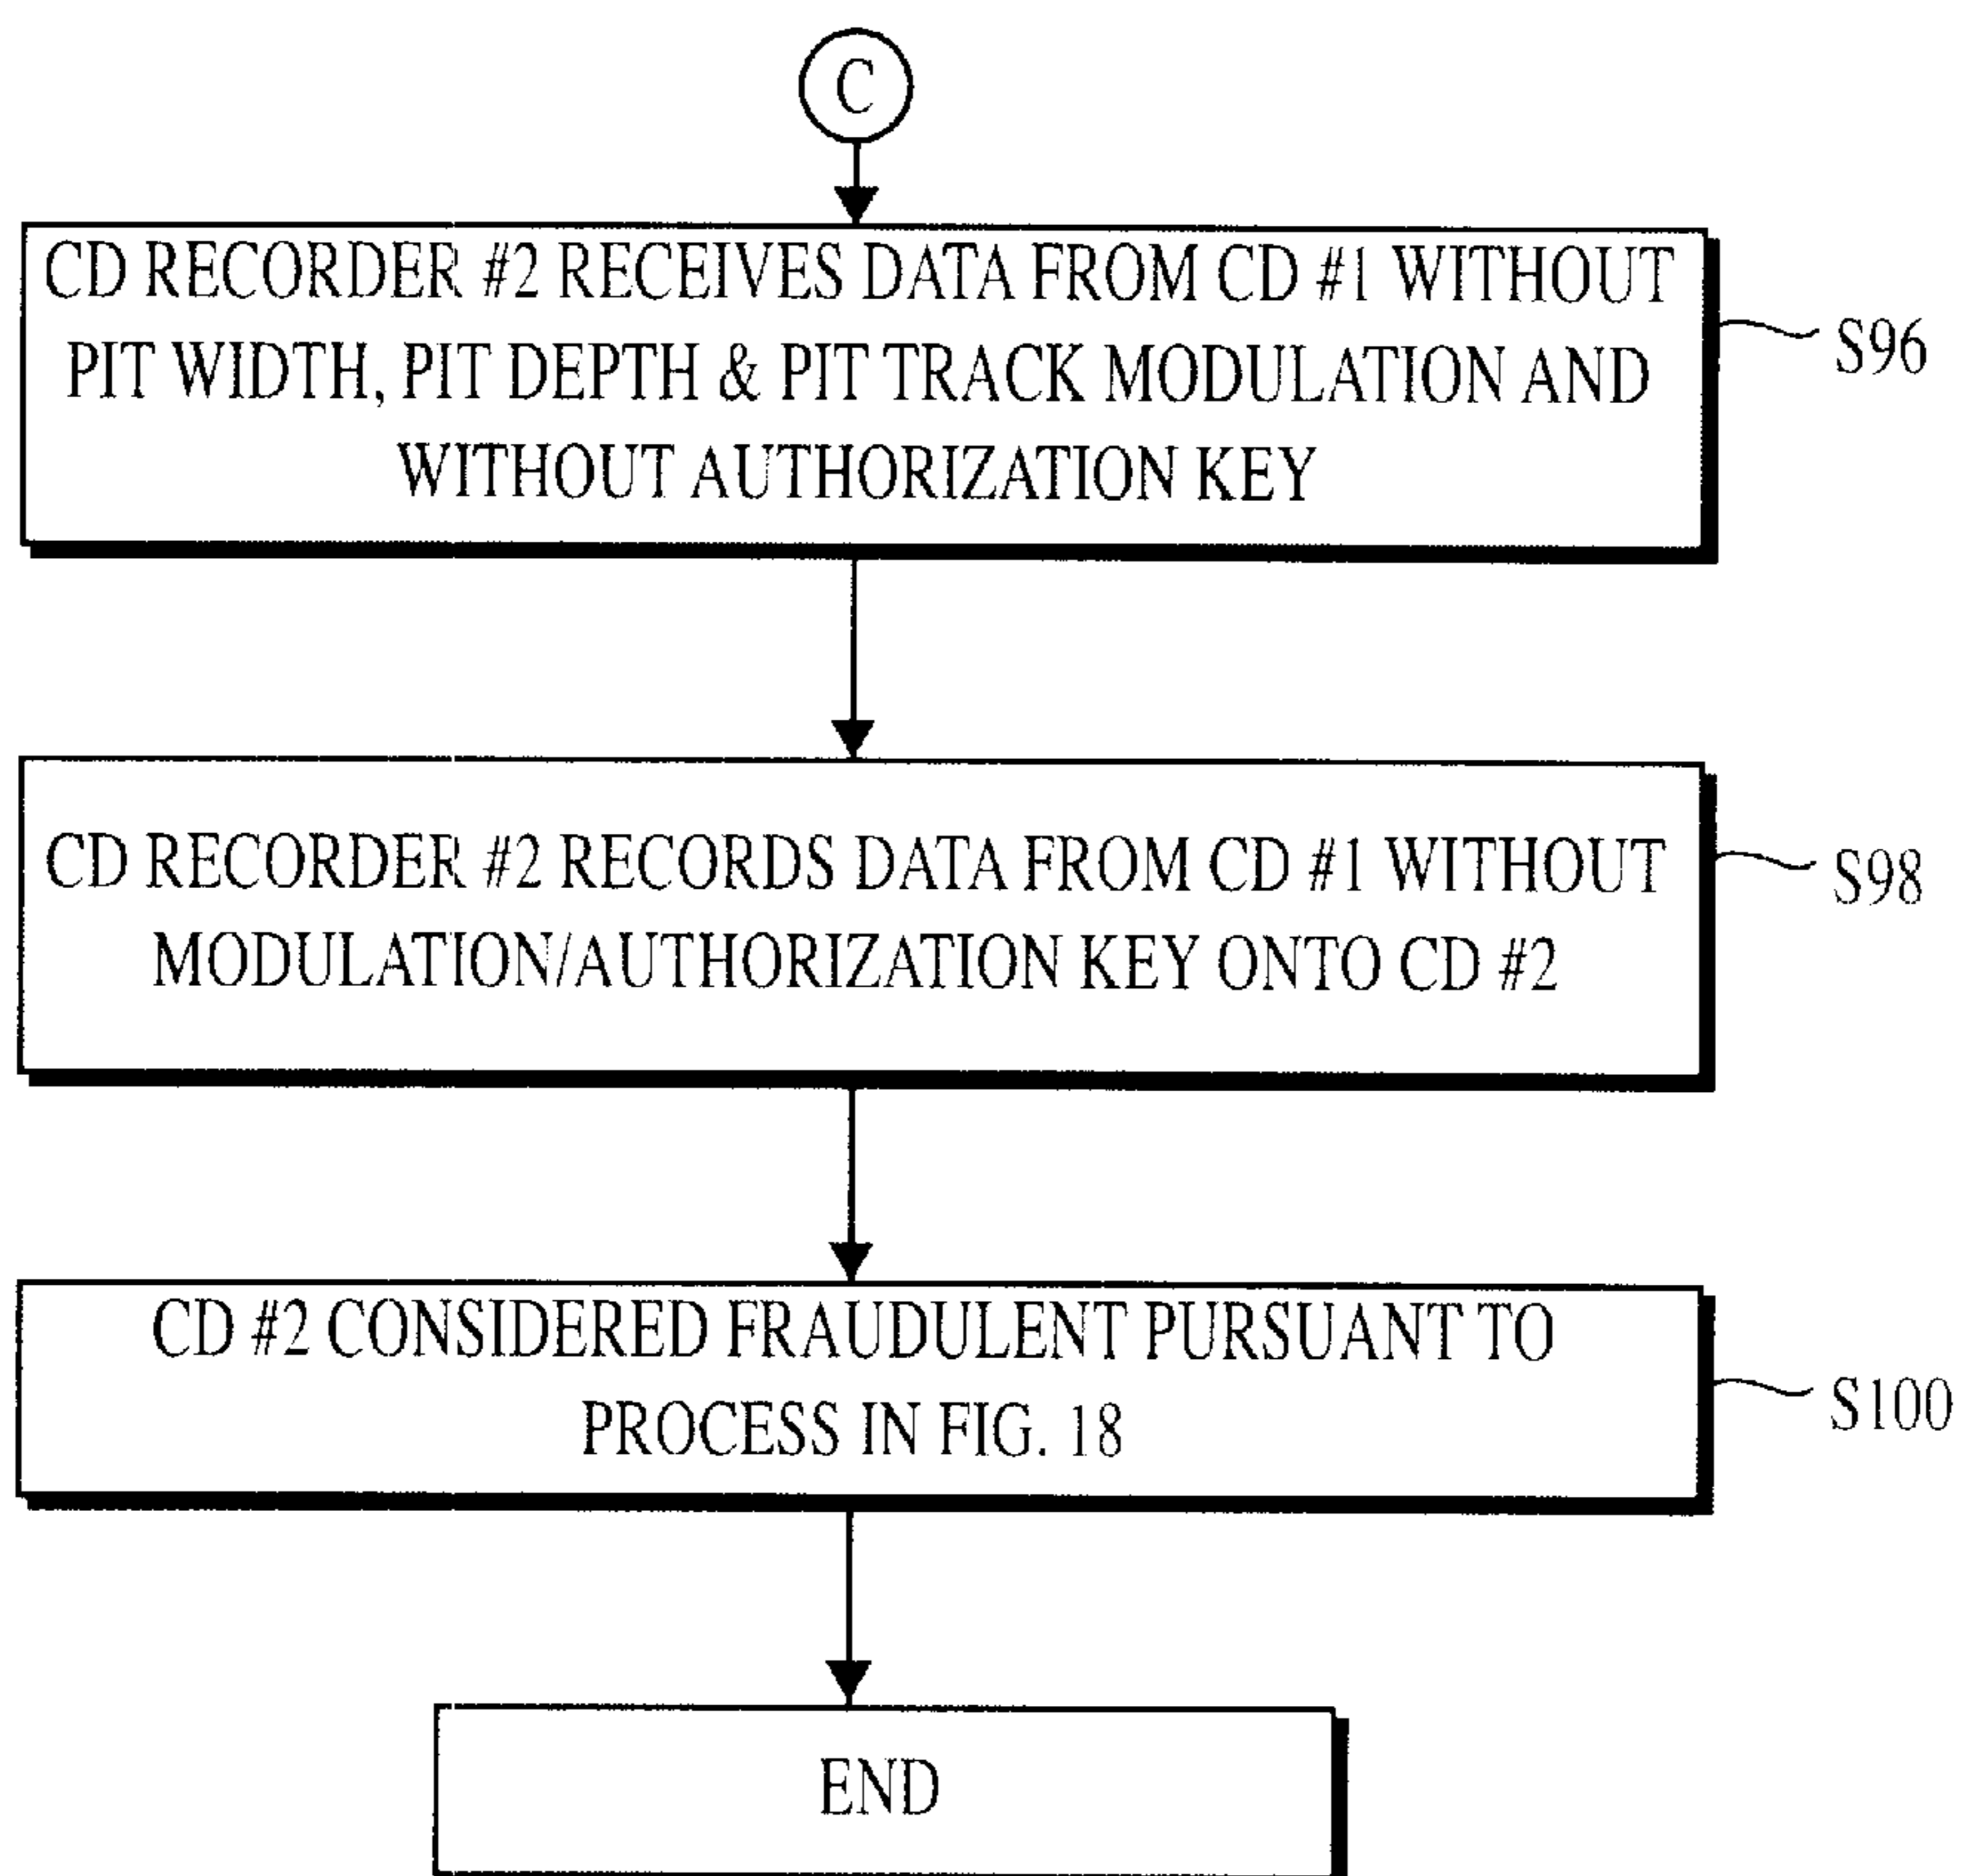 C
CD RECORDER #2 RECEIVES DATA FROM CD #1 WITHOUT
PIT WIDTH, PIT DEPTH & PIT TRACK MODULATION AND
WITHOUT AUTHORIZATION KEY
S96
CD RECORDER #2 RECORDS DATA FROM CD #1 WITHOUT
MODULATION/AUTHORIZATION KEY ONTO CD #2
S98
CD #2 CONSIDERED FRAUDULENT PURSUANT TO
PROCESS IN FIG. 18
S100
END